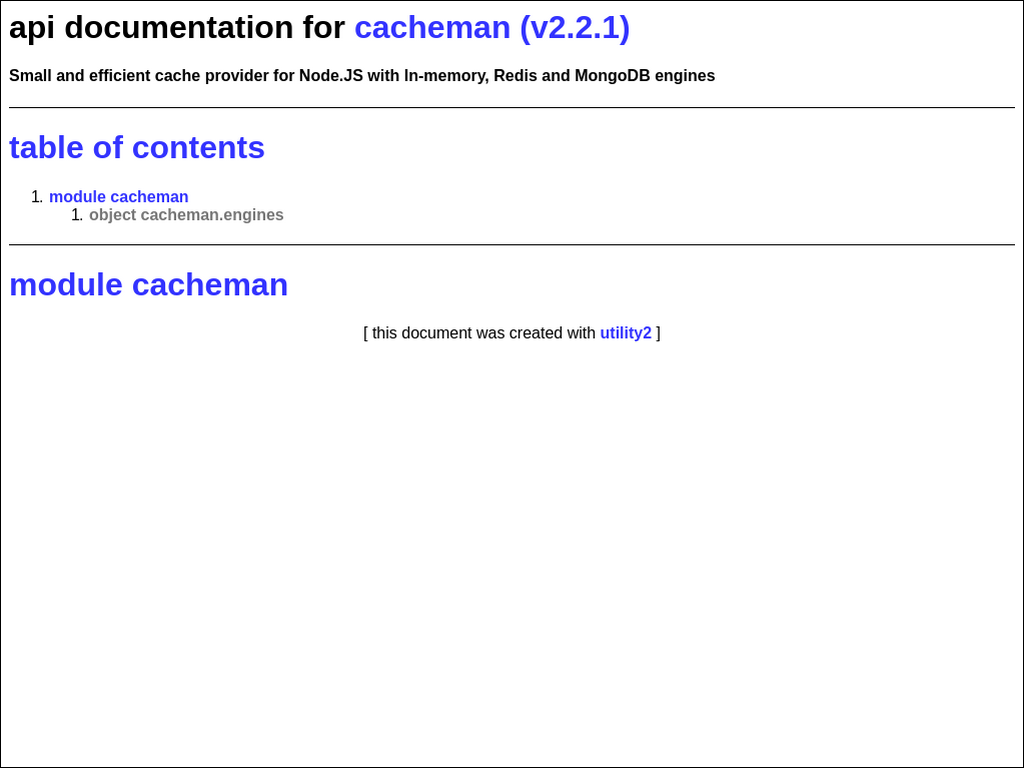 api documentation for cacheman (v2.2.1)
Small and efficient cache provider for Node.JS with In-memory, Redis and MongoDB engines
table of contents
1. module cacheman
1. object cacheman.engines
module cacheman
[ this document was created with utility2 ]